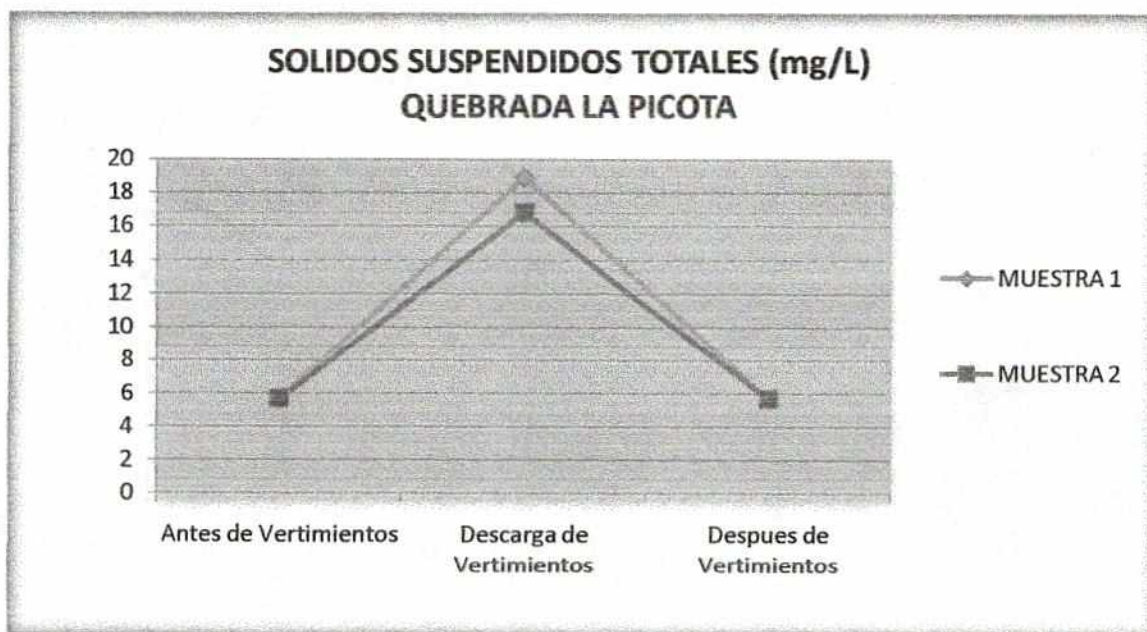 SOLIDOS SUSPENDIDOS TOTALES (mg/L)
QUEBRADA LA PICOTA
20
18
16
14
12
10
8
6
4
2
0
Antes de Vertimientos
Descarga de
Vertimientos
Despues de
Vertimientos
MUESTRA 1
MUESTRA 2